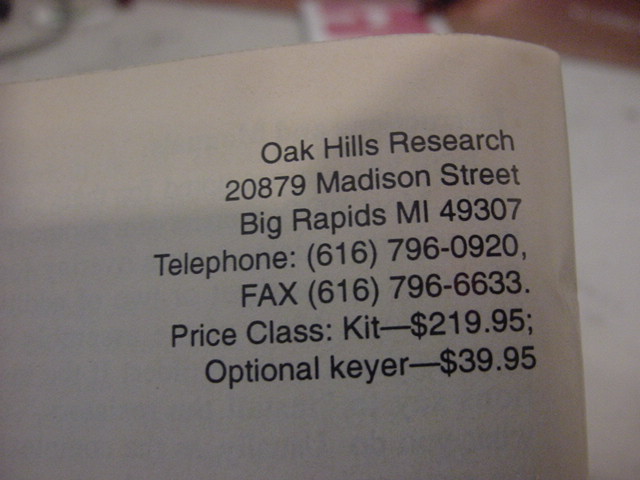 Oak Hills Research
20879 Madison Street
Big Rapids MI 49307
Telephone: (616) 796-0920,
FAX (616) 796-6633.
Price Class: Kit—$219.95;
Optional keyer—$39.95